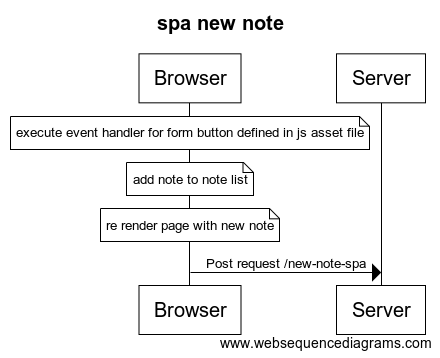 spa new note
Browser Server
execute event handler for form button defined in js asset file
add note to note list
re render page with new note
Post request /new-note-spa
Browser Server
www.websequencediagrams.com